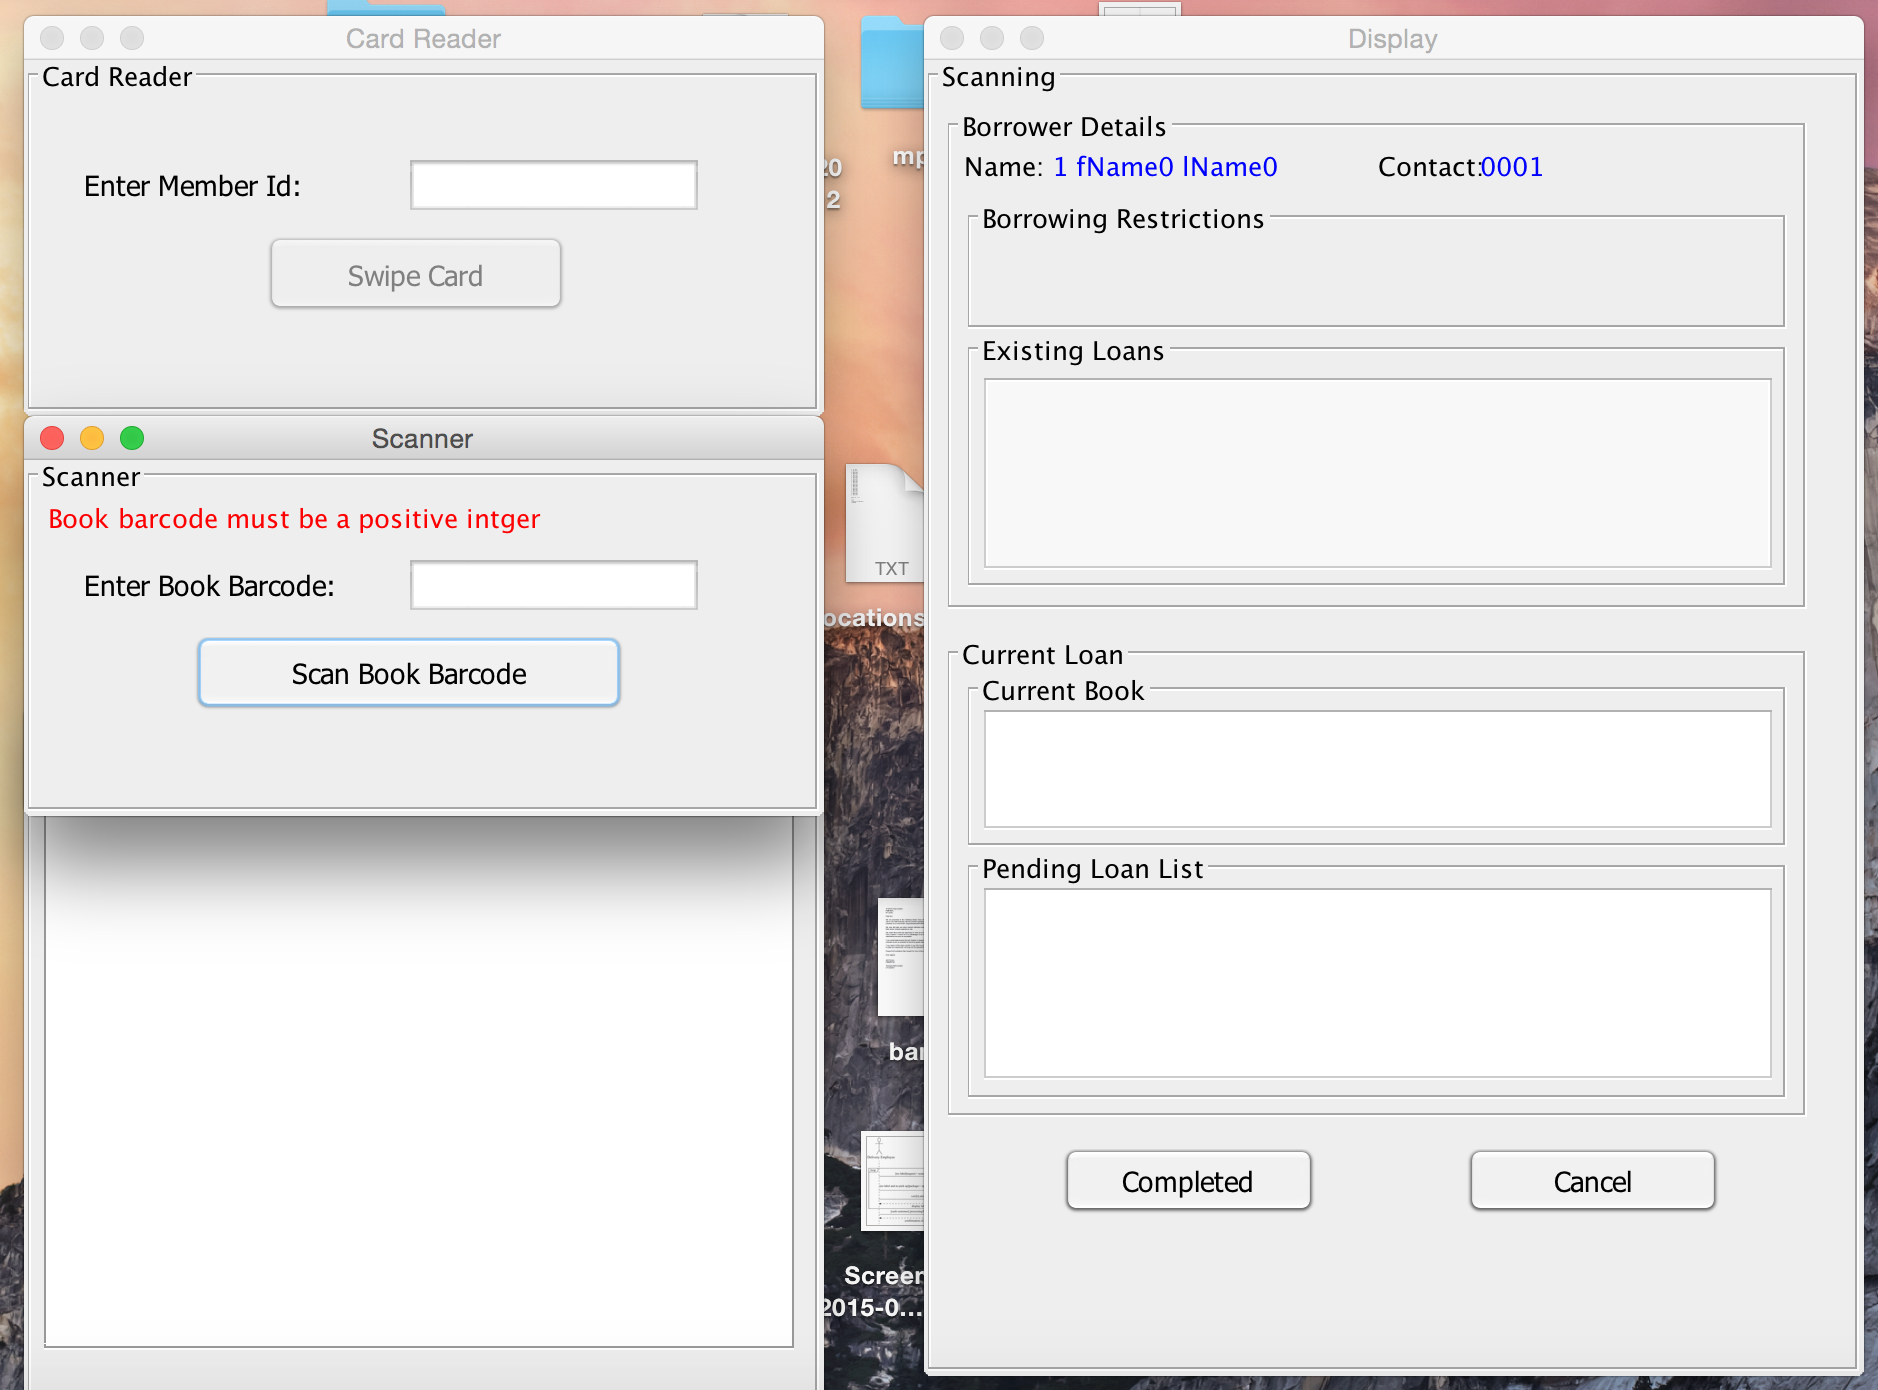 Card Reader
Card Reader
Enter Member Id:
Swipe Card
Scanner
Scanner
Book barcode must be a positive intger
Enter Book Barcode:
Scan Book Barcode
20
2
mp
TXT
ocations
bar
Screen
2015-0...
Display
Scanning
Borrower Details
Name: 1 fName0 lName0 Contact:0001
Borrowing Restrictions
Existing Loans
Current Loan
Current Book
Pending Loan List
Completed Cancel